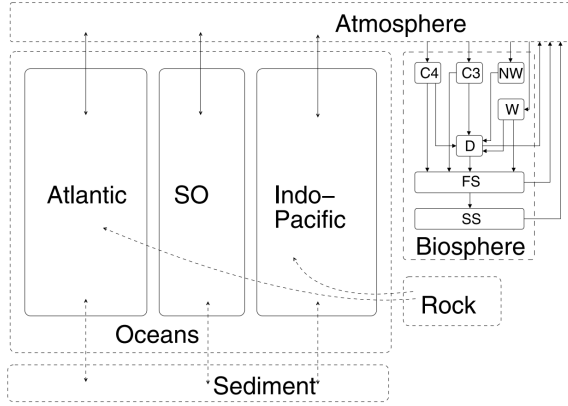 Atmosphere
C4
C3
NW
W
D
FS
SS
Biosphere
Atlantic
SO
Indo–
Pacific
Oceans
Rock
Sediment